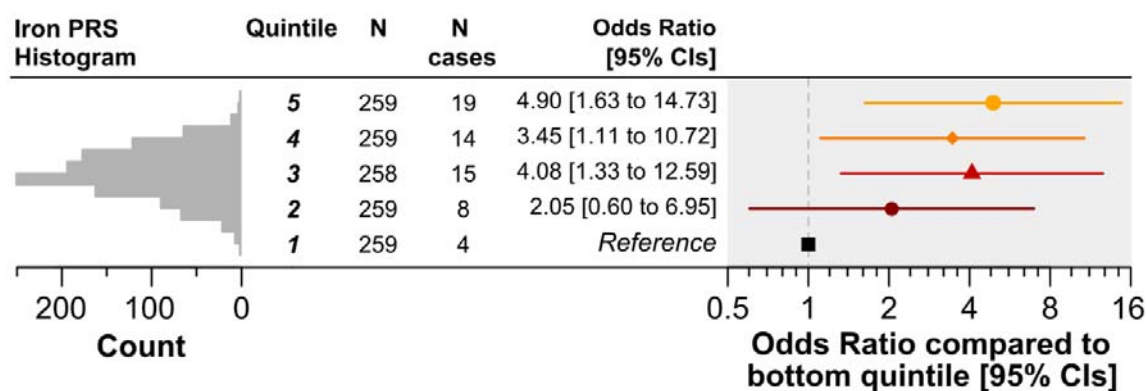 Iron PRS Quintile N N Odds Ratio
Histogram cases [95% CIs]
5 259 19 4.90 [1.63 to 14.73]
4 259 14 3.45 [1.11 to 10.72]
3 258 15 4.08 [1.33 to 12.59]
2 259 8 2.05 [0.60 to 6.95]
1 259 4 Reference
200 100 0 0.5 1 2 4 8 16
Count Odds Ratio compared to
bottom quintile [95% CIs]